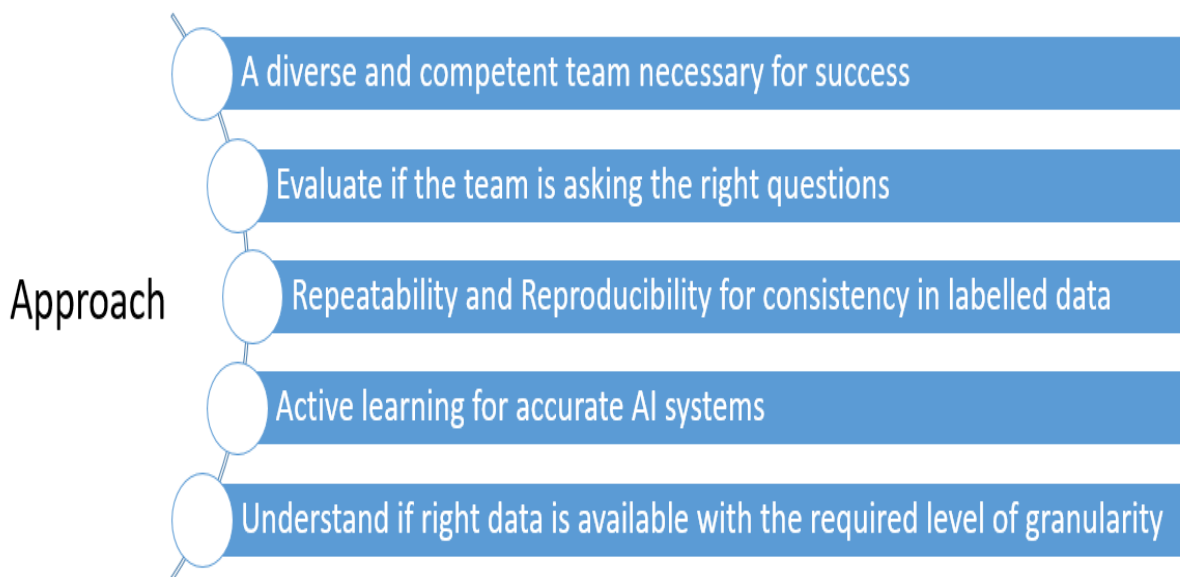 A diverse and competent team necessary for success
Evaluate if the team is asking the right questions
Approach
Repeatability and Reproducibility for consistency in labelled data
Active learning for accurate AI systems
Understand if right data is available with the required level of granularity